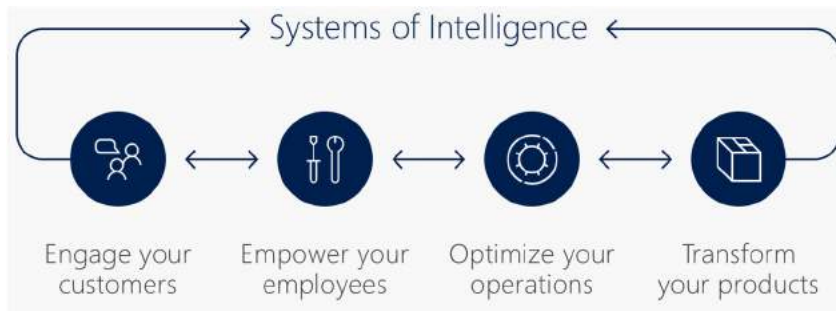 Systems of Intelligence
Engage your
customers
Empower your
employees
Optimize your
operations
Transform
your products